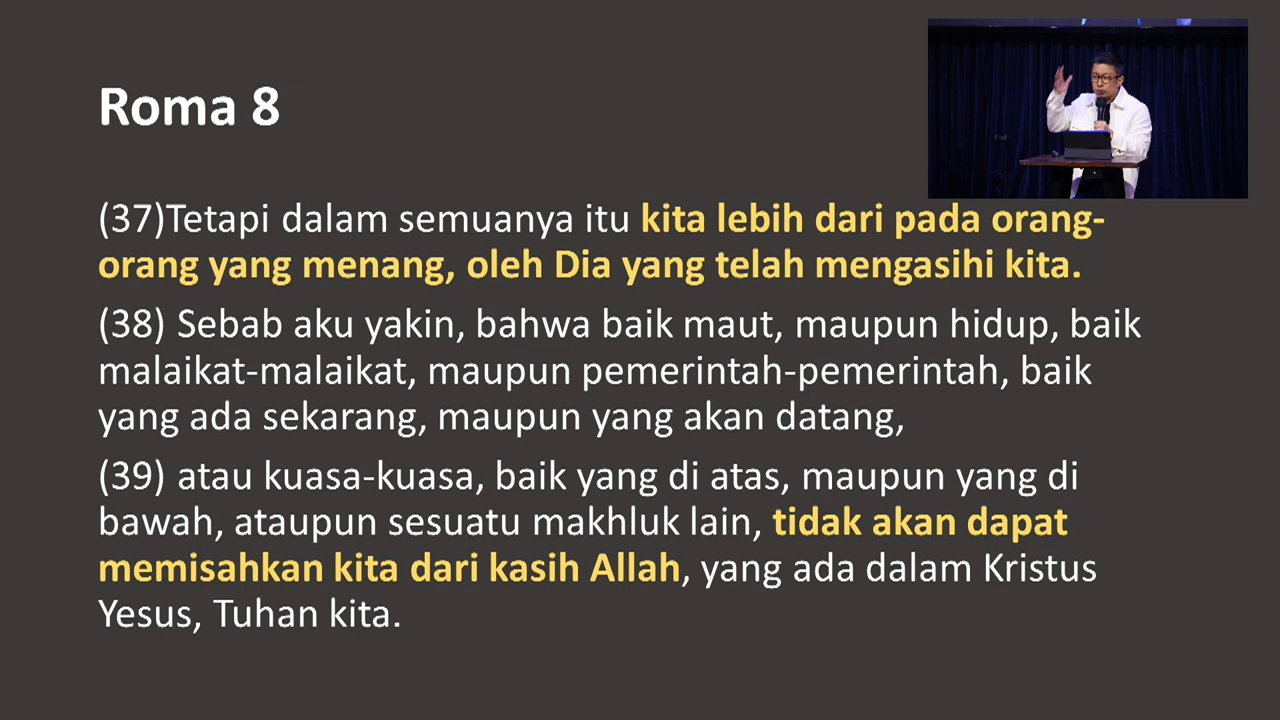 Roma 8
(37)Tetapi dalam semuanya itu kita lebih dari pada orang-
orang yang menang, oleh Dia yang telah mengasihi kita.
(38) Sebab aku yakin, bahwa baik maut, maupun hidup, baik
malaikat-malaikat, maupun pemerintah-pemerintah, baik
yang ada sekarang, maupun yang akan datang,
(39) atau kuasa-kuasa, baik yang di atas, maupun yang di
bawah, ataupun sesuatu makhluk lain, tidak akan dapat
memisahkan kita dari kasih Allah, yang ada dalam Kristus
Yesus, Tuhan kita.